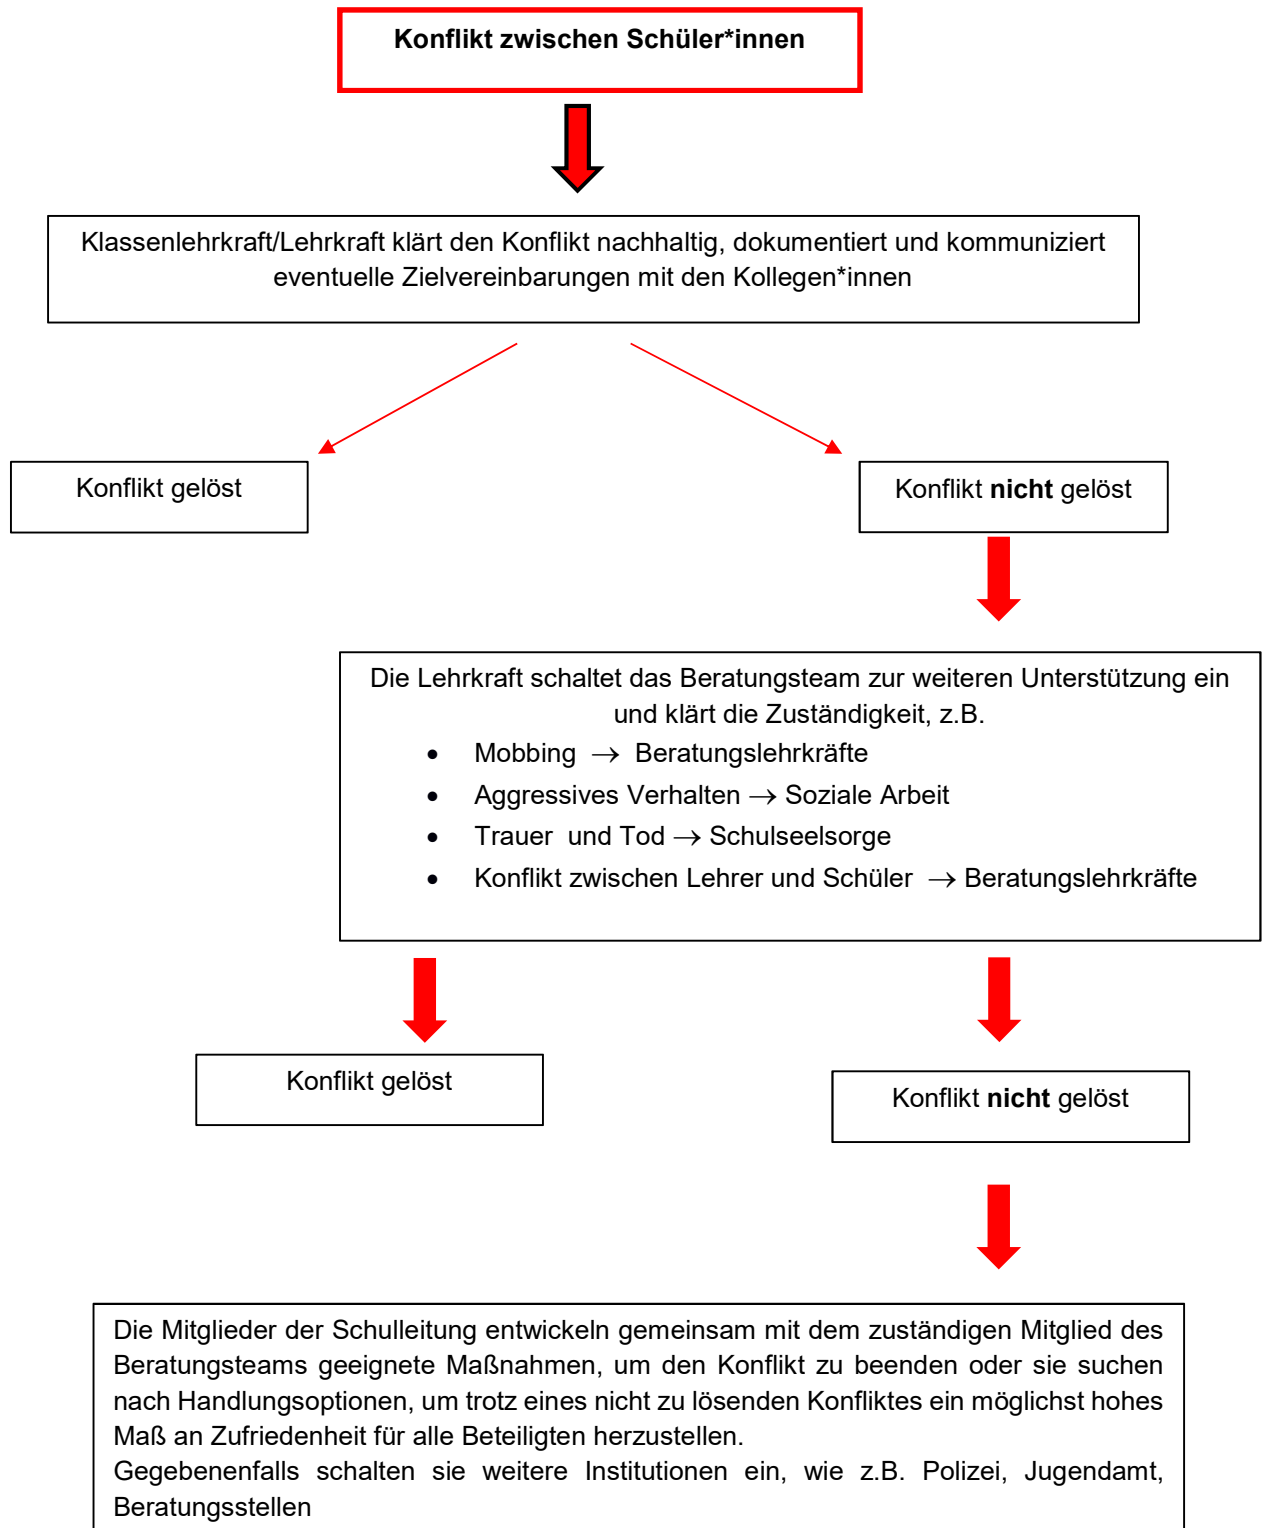 Konflikt zwischen Schüler*innen
Klassenlehrkraft/Lehrkraft klärt den Konflikt nachhaltig, dokumentiert und kommuniziert
eventuelle Zielvereinbarungen mit den Kollegen*innen
Konflikt gelöst
Konflikt nicht gelöst
Die Lehrkraft schaltet das Beratungsteam zur weiteren Unterstützung ein
und klärt die Zuständigkeit, z.B.
• Mobbing → Beratungslehrkräfte
• Aggressives Verhalten → Soziale Arbeit
• Trauer und Tod → Schulseelsorge
• Konflikt zwischen Lehrer und Schüler → Beratungslehrkräfte
Konflikt gelöst
Konflikt nicht gelöst
Die Mitglieder der Schulleitung entwickeln gemeinsam mit dem zuständigen Mitglied des
Beratungsteams geeignete Maßnahmen, um den Konflikt zu beenden oder sie suchen
nach Handlungsoptionen, um trotz eines nicht zu lösenden Konfliktes ein möglichst hohes
Maß an Zufriedenheit für alle Beteiligten herzustellen.
Gegebenenfalls schalten sie weitere Institutionen ein, wie z.B. Polizei, Jugendamt,
Beratungsstellen